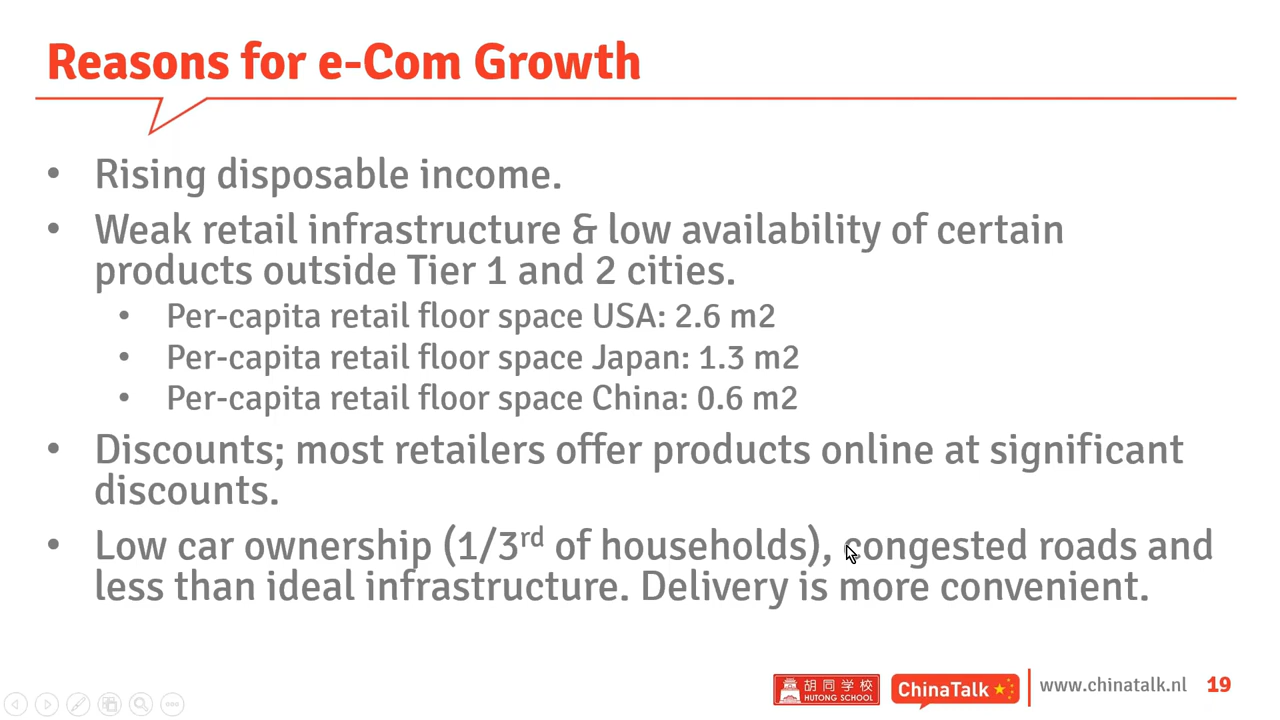 Reasons for e-Com Growth
• Rising disposable income.
• Weak retail infrastructure & low availability of certain
products outside Tier 1 and 2 cities.
• Per-capita retail floor space USA: 2.6 m2
• Per-capita retail floor space Japan: 1.3 m2
• Per-capita retail floor space China: 0.6 m2
• Discounts; most retailers offer products online at significant
discounts.
• Low car ownership (1/3rd of households), congested roads and
less than ideal infrastructure. Delivery is more convenient.
胡同学校
HUTONG SCHOOL
ChinaTalk
www.chinatalk.nl
19